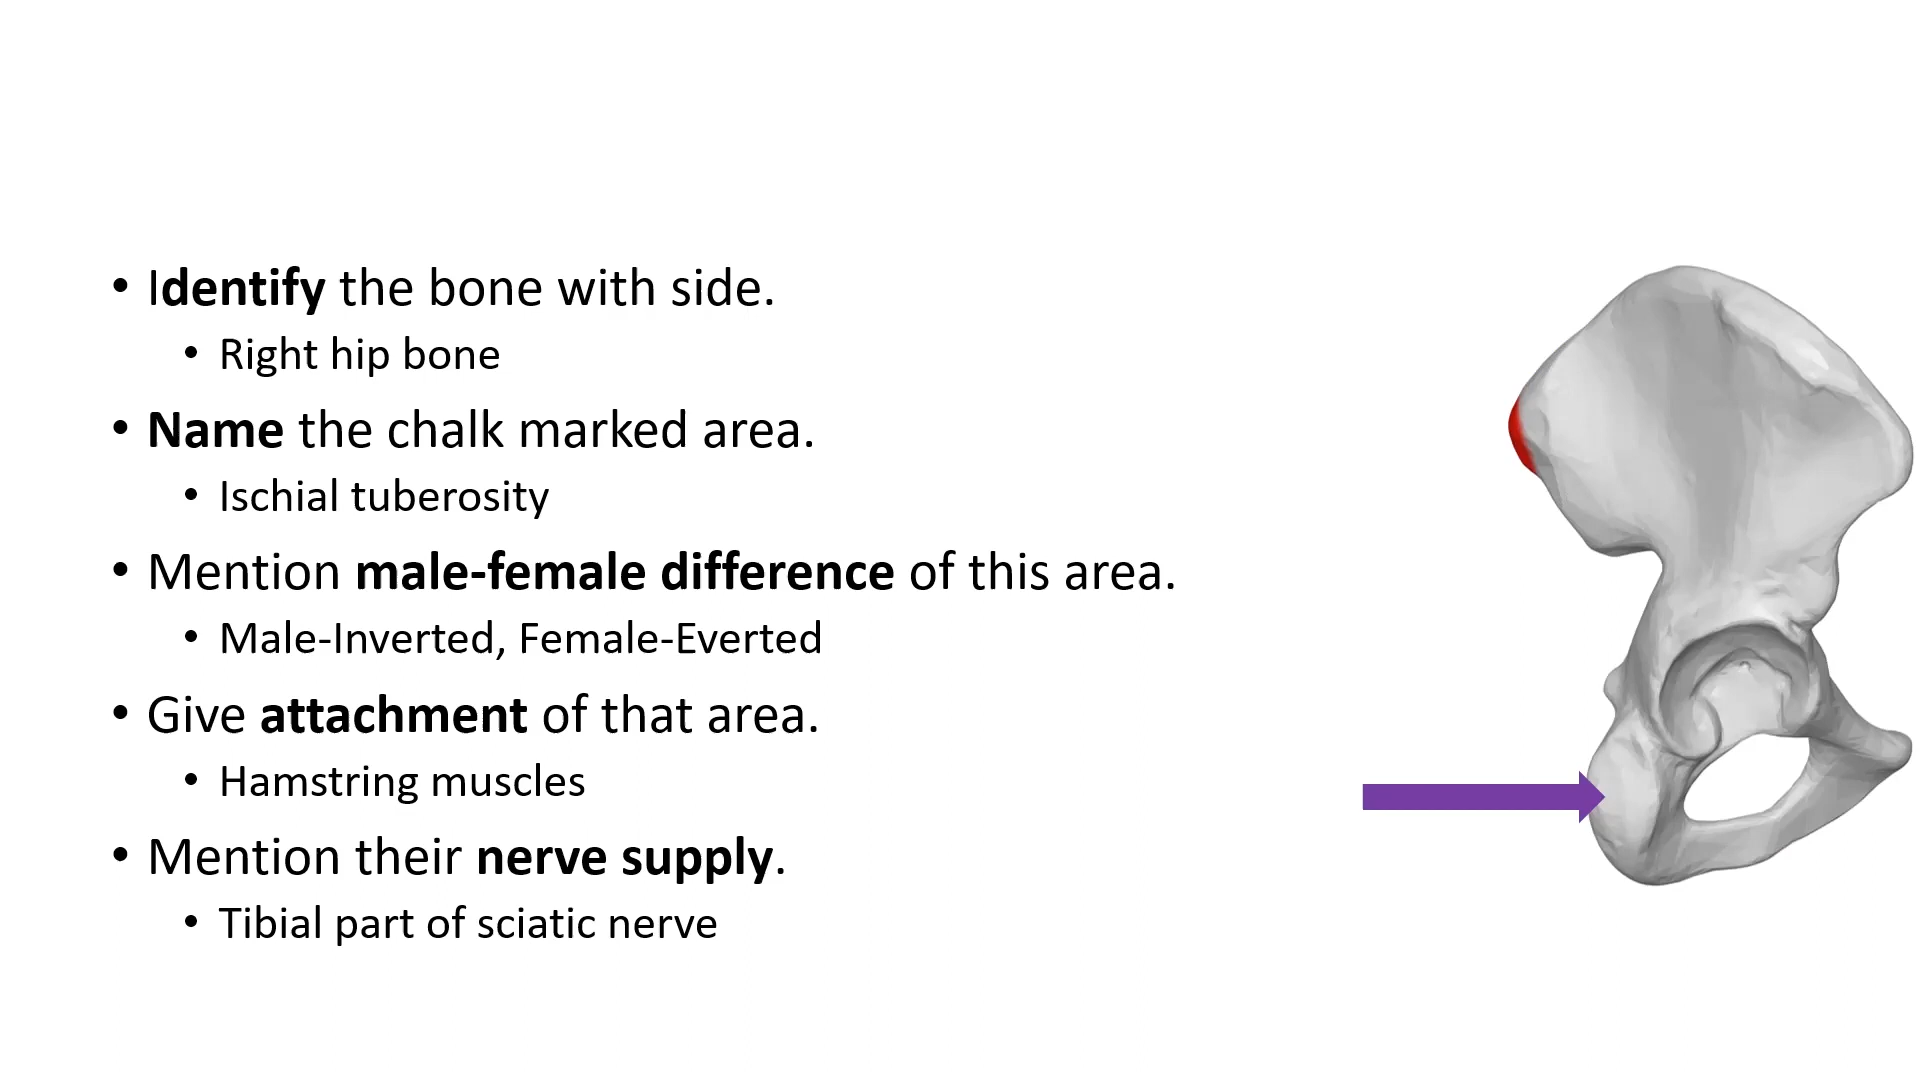 • Identify the bone with side.
• Right hip bone
• Name the chalk marked area.
• Ischial tuberosity
• Mention male-female difference of this area.
• Male-Inverted, Female-Everted
• Give attachment of that area.
• Hamstring muscles
• Mention their nerve supply.
• Tibial part of sciatic nerve